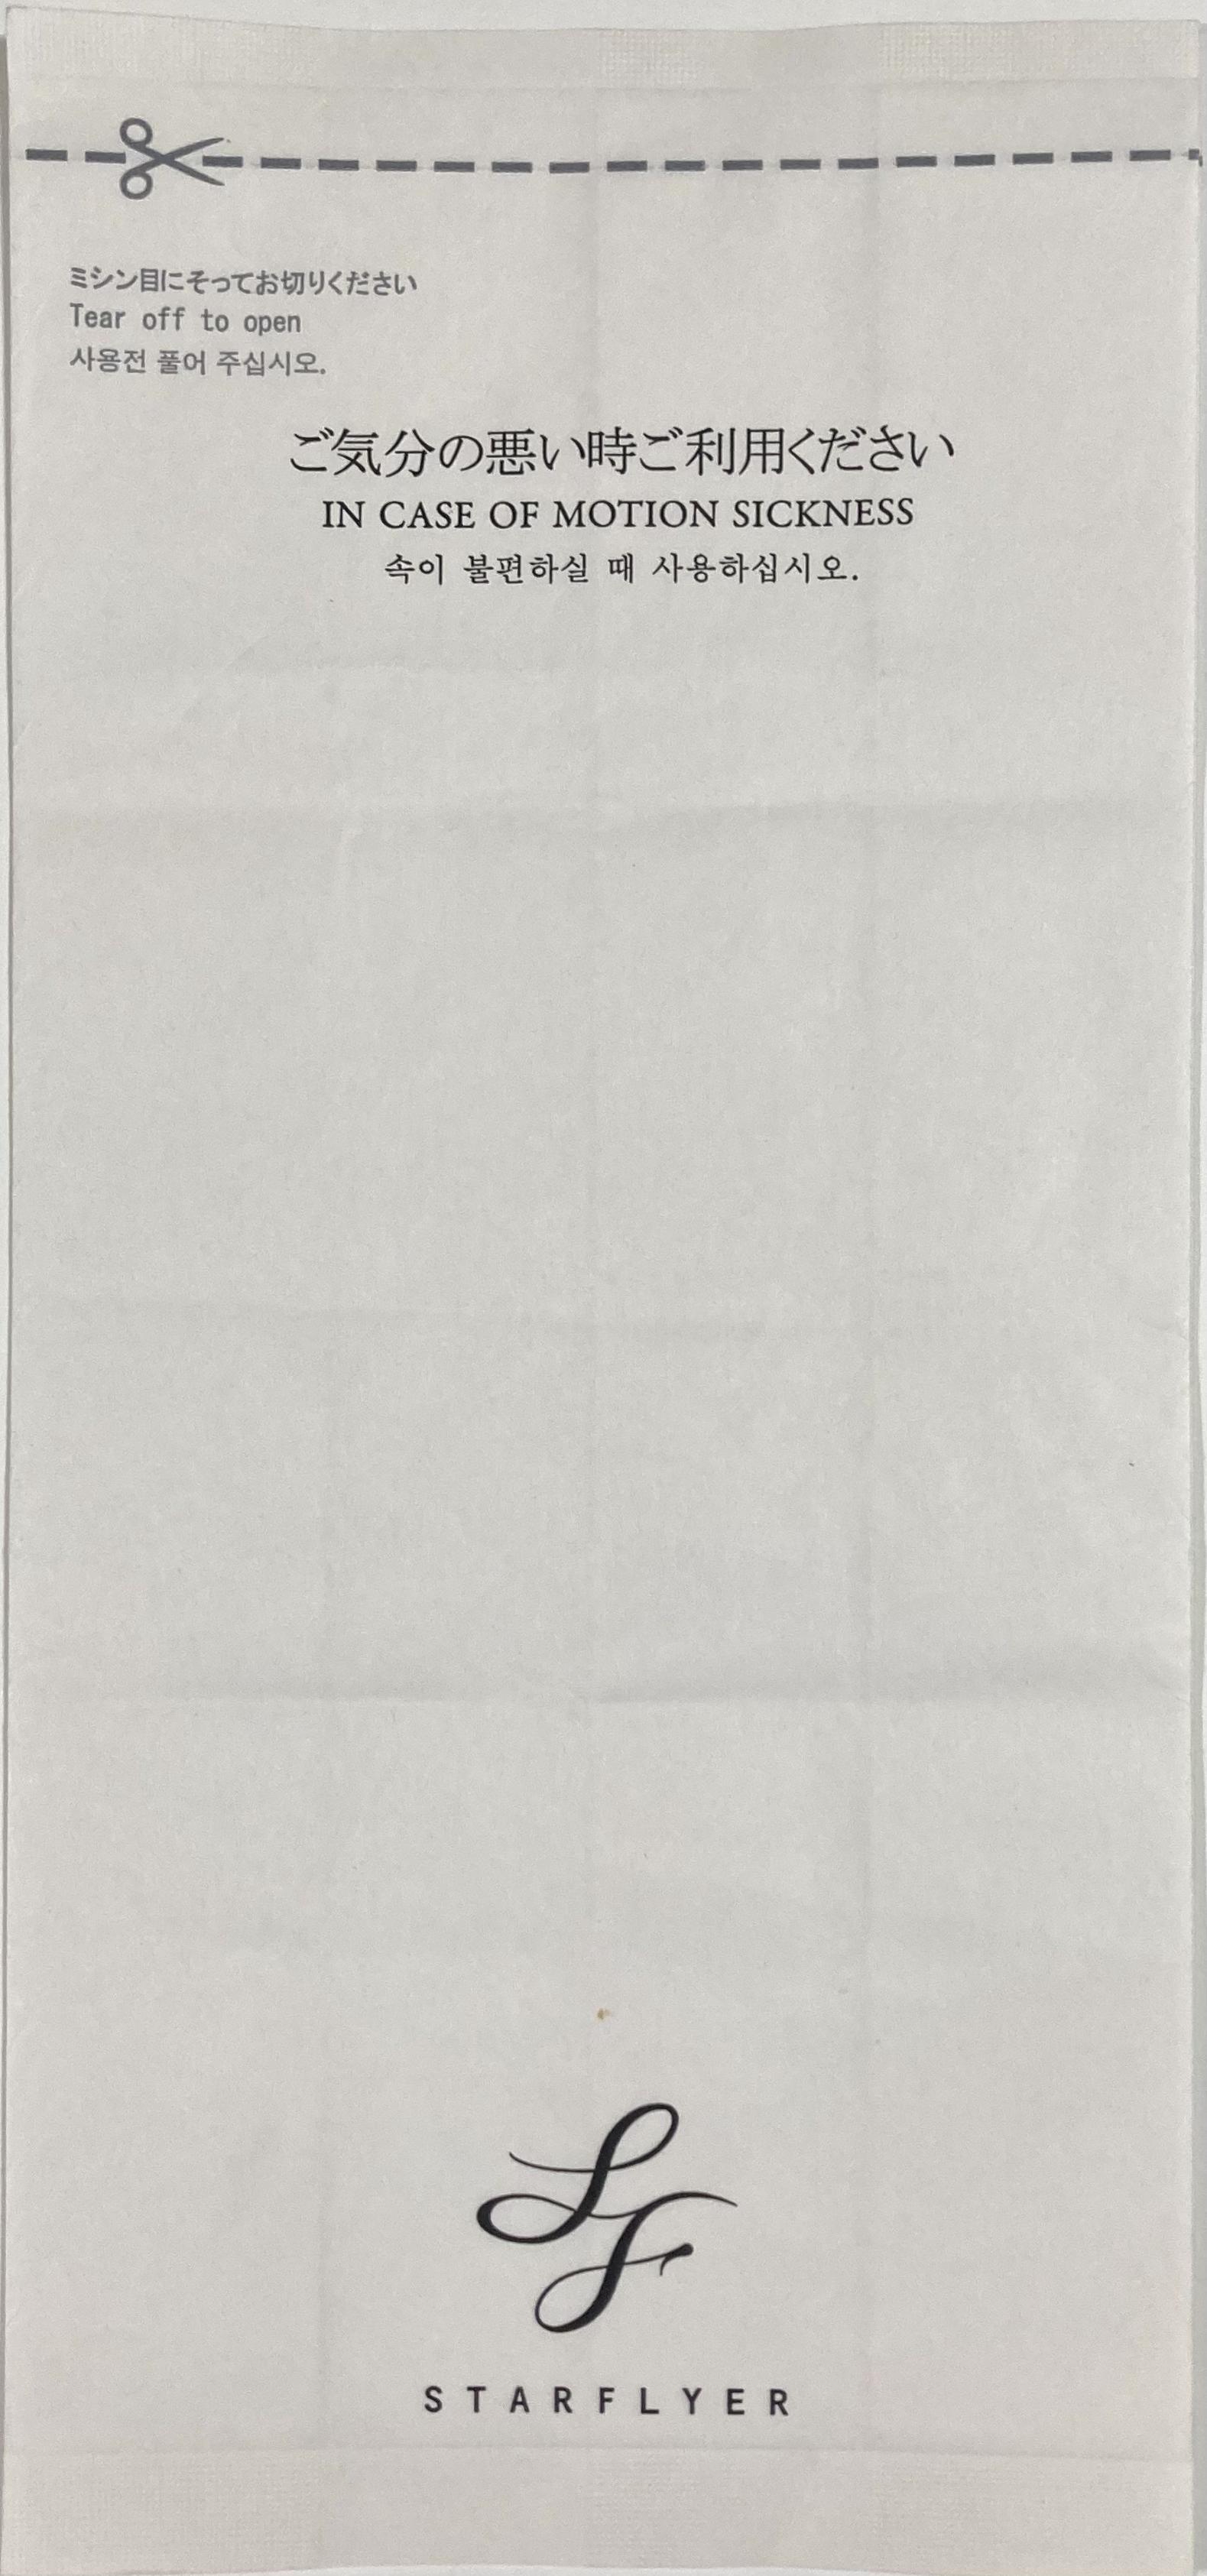 ミシン目にそってお切りください
Tear off to open
사용전 풀어 주십시오.
ご気分の悪い時ご利用ください
IN CASE OF MOTION SICKNESS
속이 불편하실 때 사용하십시오.
SF
STARFLYER